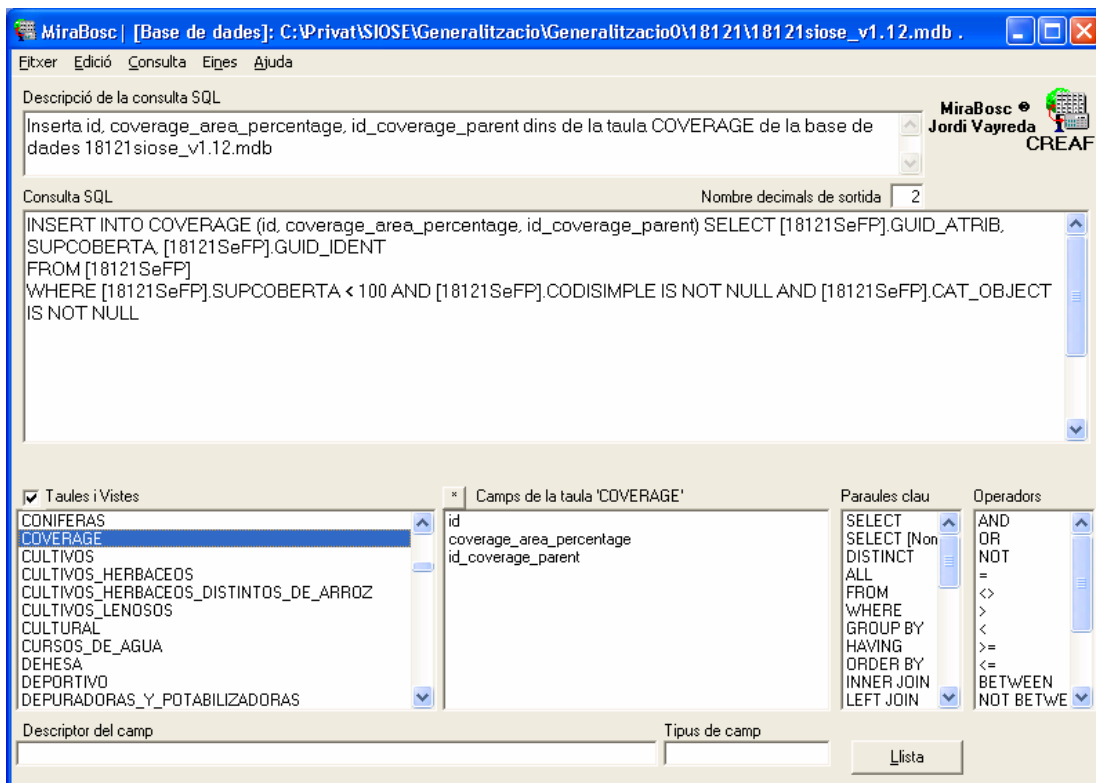 MiraBosc | [Base de dades]: C:\Privat\SIOSE\Generalitzacio\Generalitzacio0\18121\18121siose_v1.12.mdb .
Fitxer Edició Consulta Eines Ajuda
Descripció de la consulta SQL
Inserta id, coverage_area_percentage, id_coverage_parent dins de la taula COVERAGE de la base de
dades 18121siose_v1.12.mdb
MiraBosc ®
Jordi Vayreda
CREAF
Consulta SQL
Nombre decimals de sortida 2
INSERT INTO COVERAGE (id, coverage_area_percentage, id_coverage_parent) SELECT [18121SeFP].GUID_ATRIB,
SUPCOBERTA, [18121SeFP].GUID_IDENT
FROM [18121SeFP]
WHERE [18121SeFP].SUPCOBERTA < 100 AND [18121SeFP].CODISIMPLE IS NOT NULL AND [18121SeFP].CAT_OBJECT
IS NOT NULL
Taules i Vistes
CONIFERAS
COVERAGE
CULTIVOS
CULTIVOS_HERBACEOS
CULTIVOS_HERBACEOS_DISTINTOS_DE_ARROZ
CULTIVOS_LENOSOS
CULTURAL
CURSOS_DE_AGUA
DEHESA
DEPORTIVO
DEPURADORAS_Y_POTABILIZADORAS
* Camps de la taula 'COVERAGE'
id
coverage_area_percentage
id_coverage_parent
Paraules clau
SELECT
SELECT [Non
DISTINCT
ALL
FROM
WHERE
GROUP BY
HAVING
ORDER BY
INNER JOIN
LEFT JOIN
Operadors
AND
OR
NOT
=
<>
>
<
>=
<=
BETWEEN
NOT BETWE
Descriptor del camp
Tipus de camp
Llista